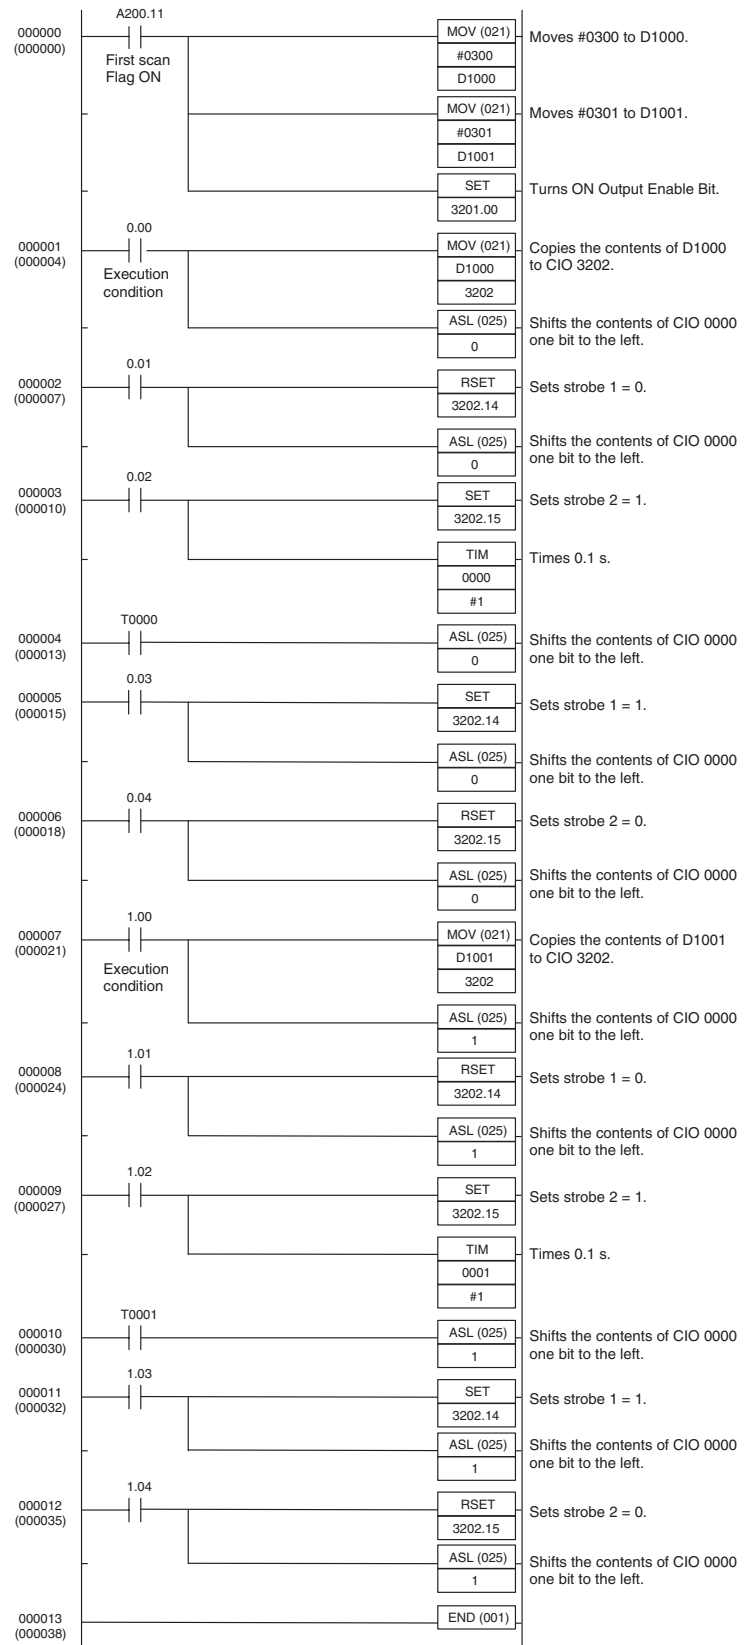 A200.11
000000
(000000)
First scan
Flag ON
MOV (021)
#0300
D1000
Moves #0300 to D1000.
MOV (021)
#0301
D1001
Moves #0301 to D1001.
SET
3201.00
Turns ON Output Enable Bit.
0.00
000001
(000004)
Execution
condition
MOV (021)
D1000
3202
Copies the contents of D1000
to CIO 3202.
ASL (025)
0
Shifts the contents of CIO 0000
one bit to the left.
0.01
000002
(000007)
RSET
3202.14
Sets strobe 1 = 0.
ASL (025)
0
Shifts the contents of CIO 0000
one bit to the left.
0.02
000003
(000010)
SET
3202.15
Sets strobe 2 = 1.
TIM
0000
#1
Times 0.1 s.
T0000
000004
(000013)
ASL (025)
0
Shifts the contents of CIO 0000
one bit to the left.
0.03
000005
(000015)
SET
3202.14
Sets strobe 1 = 1.
ASL (025)
0
Shifts the contents of CIO 0000
one bit to the left.
0.04
000006
(000018)
RSET
3202.15
Sets strobe 2 = 0.
ASL (025)
0
Shifts the contents of CIO 0000
one bit to the left.
1.00
000007
(000021)
Execution
condition
MOV (021)
D1001
3202
Copies the contents of D1001
to CIO 3202.
ASL (025)
1
Shifts the contents of CIO 0000
one bit to the left.
1.01
000008
(000024)
RSET
3202.14
Sets strobe 1 = 0.
ASL (025)
1
Shifts the contents of CIO 0000
one bit to the left.
1.02
000009
(000027)
SET
3202.15
Sets strobe 2 = 1.
TIM
0001
#1
Times 0.1 s.
T0001
000010
(000030)
ASL (025)
1
Shifts the contents of CIO 0000
one bit to the left.
1.03
000011
(000032)
SET
3202.14
Sets strobe 1 = 1.
ASL (025)
1
Shifts the contents of CIO 0000
one bit to the left.
1.04
000012
(000035)
RSET
3202.15
Sets strobe 2 = 0.
ASL (025)
1
Shifts the contents of CIO 0000
one bit to the left.
000013
(000038)
END (001)